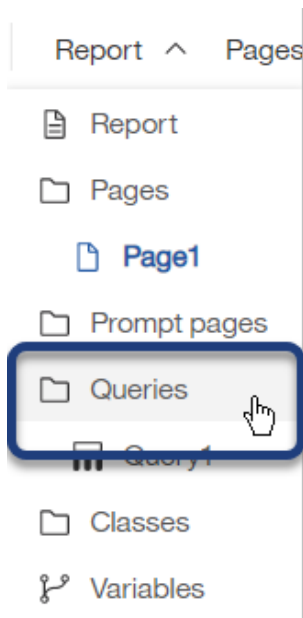 Report Pages
Report
Pages
Page1
Prompt pages
Queries
Query1
Classes
Variables